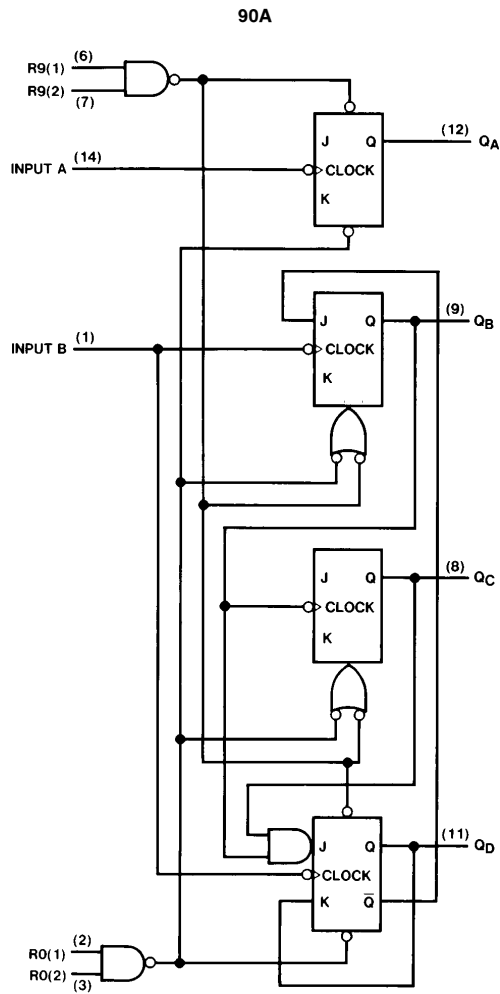 90A
(6)
R9(1)
R9(2)
(7)
J Q (12) QA
INPUT A (14) CLOCK
K
J Q (9) QB
INPUT B (1) CLOCK
K
J Q (8) QC
CLOCK
K
J Q (11) QD
CLOCK
K Q̅
(2)
R0(1)
R0(2)
(3)